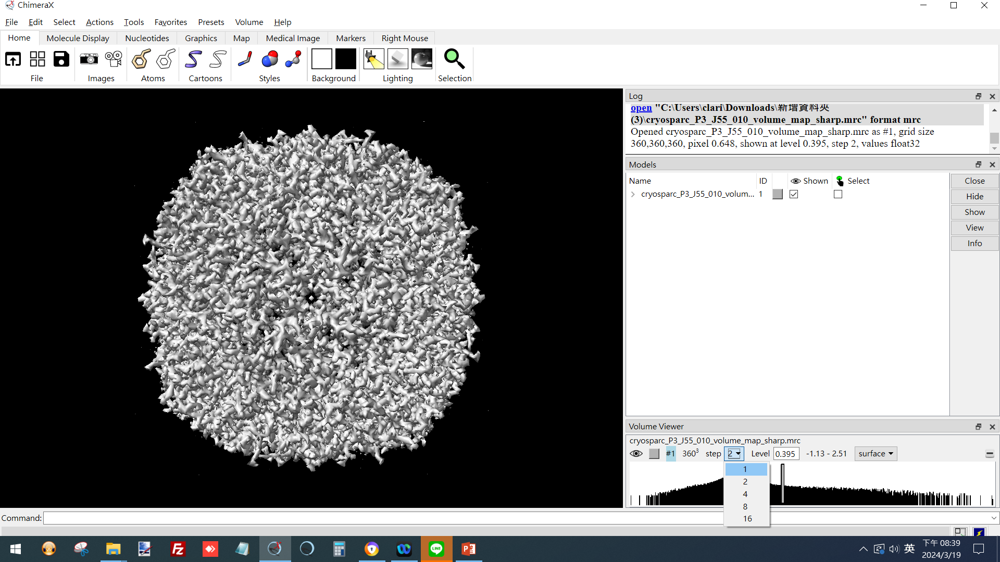 ChimeraX
File Edit Select Actions Tools Favorites Presets Volume Help
Home Molecule Display Nucleotides Graphics Map Medical Image Markers Right Mouse
File Images Atoms Cartoons Styles Background Lighting Selection
Log
open "C:\Users\clari\Downloads\新增資料夾
(3)\cryosparc_P3_J55_010_volume_map_sharp.mrc" format mrc
Opened cryosparc_P3_J55_010_volume_map_sharp.mrc as #1, grid size
360,360,360, pixel 0.648, shown at level 0.395, step 2, values float32
Models
Name ID Shown Select
cryosparc_P3_J55_010_volum... 1
Close
Hide
Show
View
Info
Volume Viewer
cryosparc_P3_J55_010_volume_map_sharp.mrc
#1 360³ step 2 Level 0.395 -1.13 - 2.51 surface
1
2
4
8
16
Command:
LINE
英
下午 08:39
2024/3/19